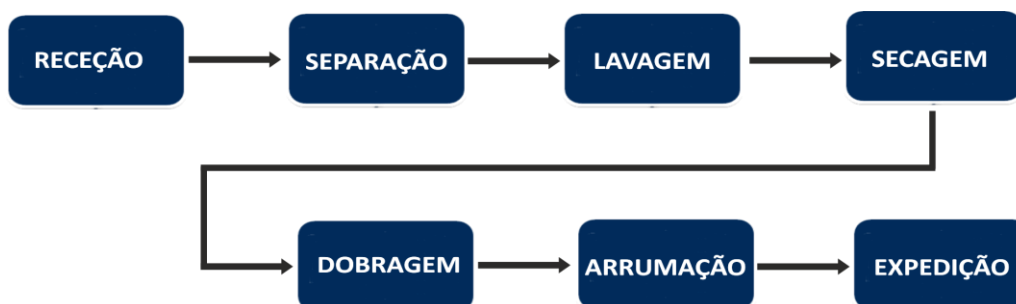 RECEÇÃO
SEPARAÇÃO
LAVAGEM
SECAGEM
DOBRAGEM
ARRUMAÇÃO
EXPEDIÇÃO